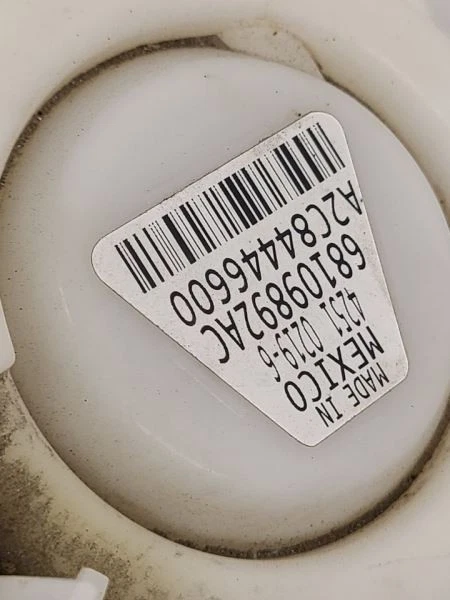 MADE IN
MEXICO
4251 0219-6
68109892AC
A2C84446600